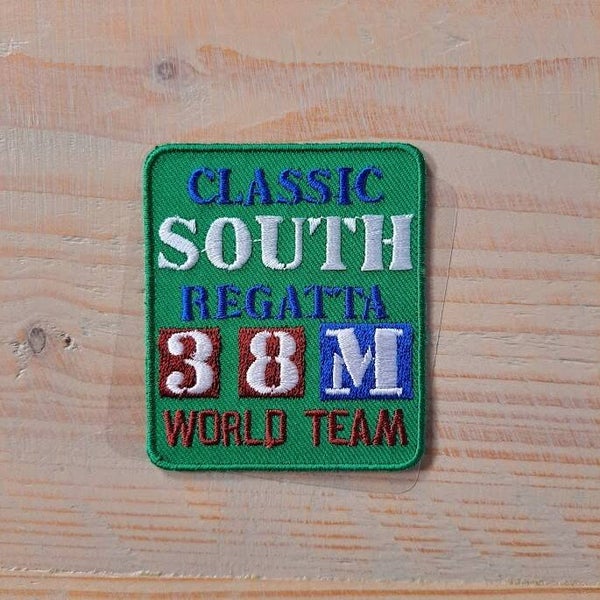 CLASSIC
SOUTH
REGATTA
38M
WORLD TEAM